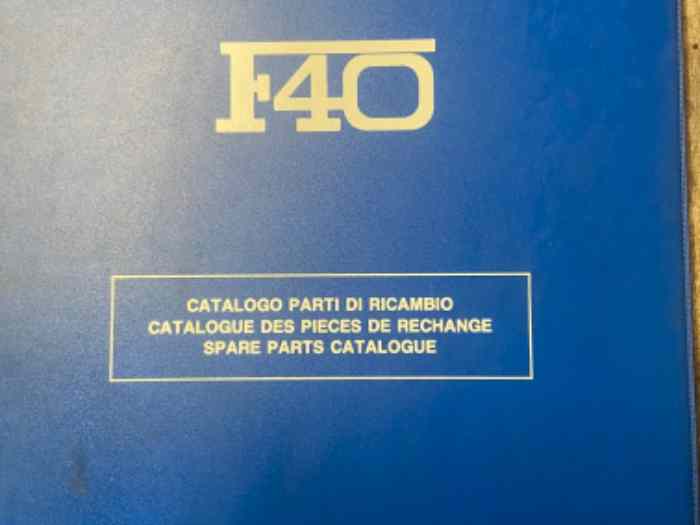 F40
CATALOGO PARTI DI RICAMBIO
CATALOGUE DES PIECES DE RECHANGE
SPARE PARTS CATALOGUE